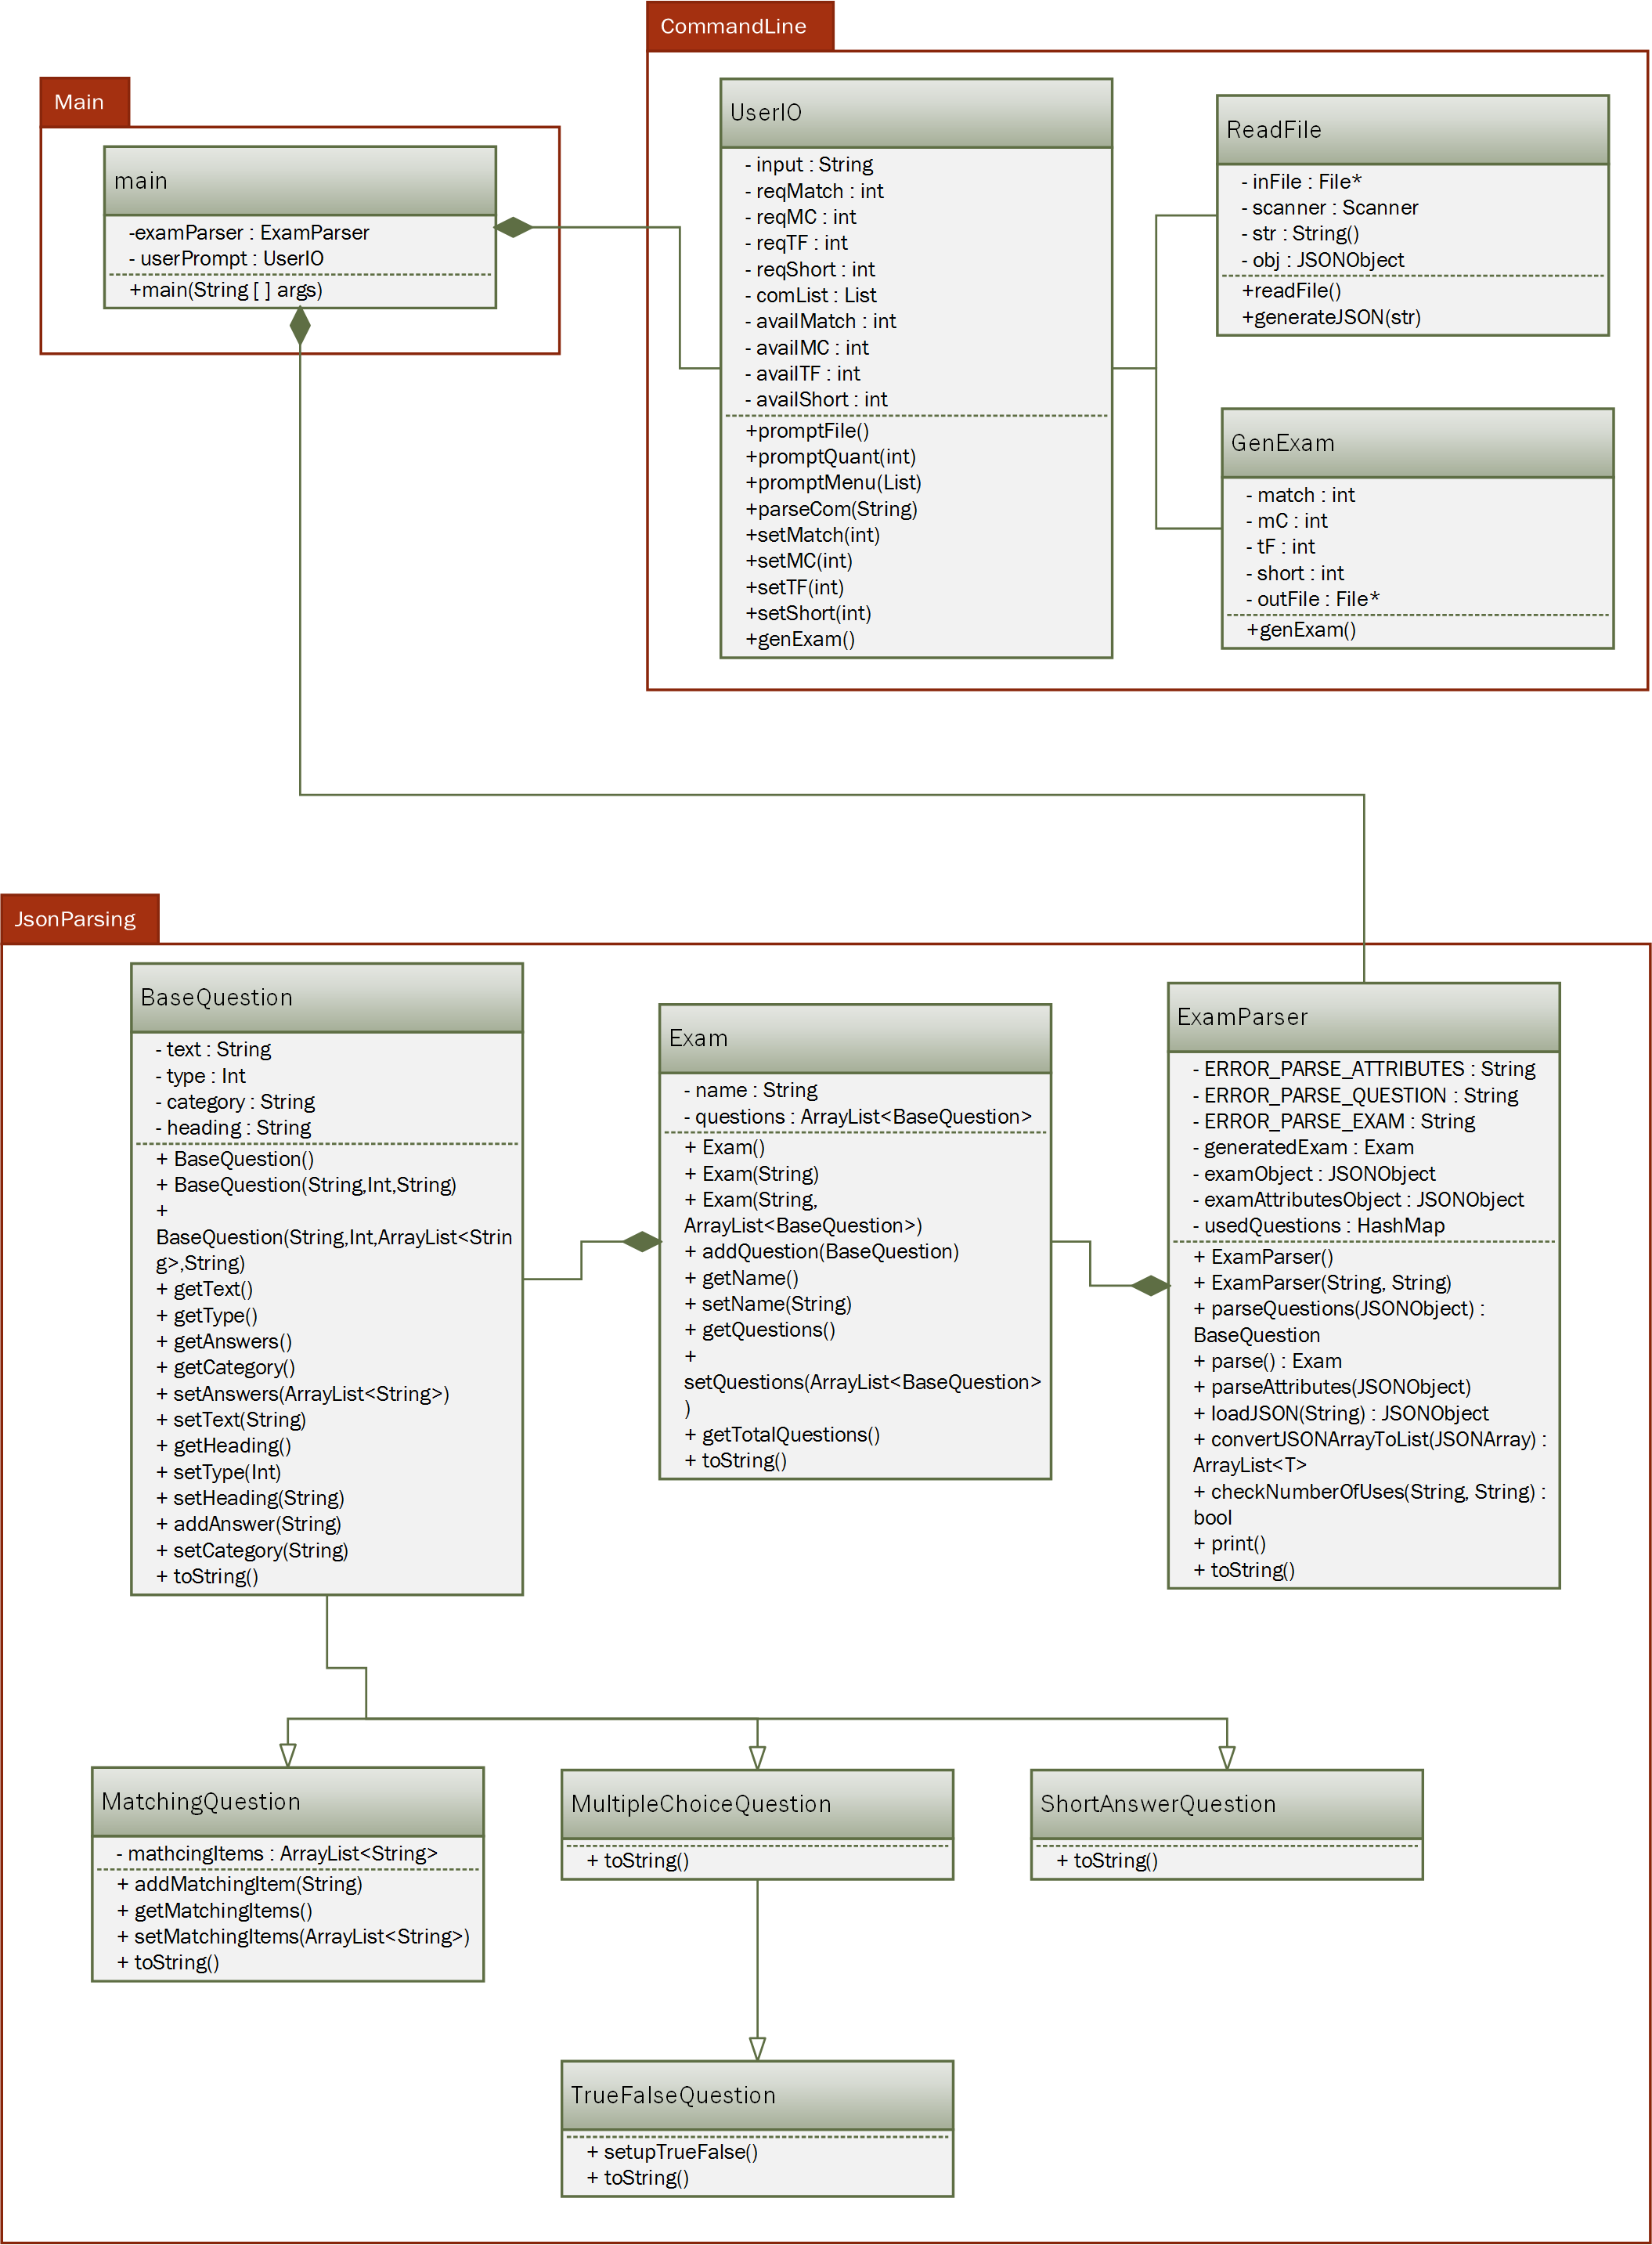 CommandLine
Main
UserIO
- input : String
- reqMatch : int
- reqMC : int
- reqTF : int
- reqShort : int
- comList : List
- availMatch : int
- availMC : int
- availTF : int
- availShort : int
+promptFile()
+promptQuant(int)
+promptMenu(List)
+parseCom(String)
+setMatch(int)
+setMC(int)
+setTF(int)
+setShort(int)
+genExam()
ReadFile
- inFile : File*
- scanner : Scanner
- str : String()
- obj : JSONObject
+readFile()
+generateJSON(str)
main
-examParser : ExamParser
- userPrompt : UserIO
+main(String [ ] args)
GenExam
- match : int
- mC : int
- tF : int
- short : int
- outFile : File*
+genExam()
JsonParsing
BaseQuestion
- text : String
- type : Int
- category : String
- heading : String
+ BaseQuestion()
+ BaseQuestion(String,Int,String)
+
BaseQuestion(String,Int,ArrayList<Strin
g>,String)
+ getText()
+ getType()
+ getAnswers()
+ getCategory()
+ setAnswers(ArrayList<String>)
+ setText(String)
+ getHeading()
+ setType(Int)
+ setHeading(String)
+ addAnswer(String)
+ setCategory(String)
+ toString()
Exam
- name : String
- questions : ArrayList<BaseQuestion>
+ Exam()
+ Exam(String)
+ Exam(String,
ArrayList<BaseQuestion>)
+ addQuestion(BaseQuestion)
+ getName()
+ setName(String)
+ getQuestions()
+
setQuestions(ArrayList<BaseQuestion>
)
+ getTotalQuestions()
+ toString()
ExamParser
- ERROR_PARSE_ATTRIBUTES : String
- ERROR_PARSE_QUESTION : String
- ERROR_PARSE_EXAM : String
- generatedExam : Exam
- examObject : JSONObject
- examAttributesObject : JSONObject
- usedQuestions : HashMap
+ ExamParser()
+ ExamParser(String, String)
+ parseQuestions(JSONObject) :
BaseQuestion
+ parse() : Exam
+ parseAttributes(JSONObject)
+ loadJSON(String) : JSONObject
+ convertJSONArrayToList(JSONArray) :
ArrayList<T>
+ checkNumberOfUses(String, String) :
bool
+ print()
+ toString()
MatchingQuestion
- mathcingItems : ArrayList<String>
+ addMatchingItem(String)
+ getMatchingItems()
+ setMatchingItems(ArrayList<String>)
+ toString()
MultipleChoiceQuestion
+ toString()
ShortAnswerQuestion
+ toString()
TrueFalseQuestion
+ setupTrueFalse()
+ toString()